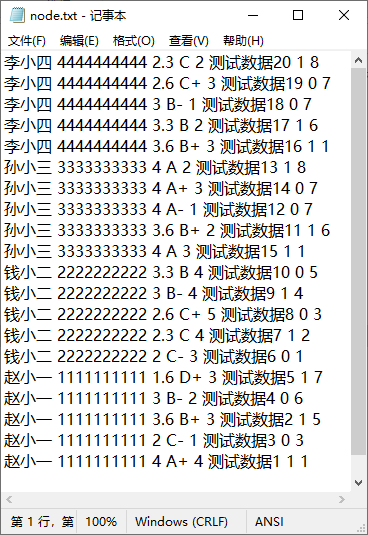 node.txt - 记事本
文件(F) 编辑(E) 格式(O) 查看(V) 帮助(H)
李小四 4444444444 2.3 C 2 测试数据20 1 8
李小四 4444444444 2.6 C+ 3 测试数据19 0 7
李小四 4444444444 3 B- 1 测试数据18 0 7
李小四 4444444444 3.3 B 2 测试数据17 1 6
李小四 4444444444 3.6 B+ 3 测试数据16 1 1
孙小三 3333333333 4 A 2 测试数据13 1 8
孙小三 3333333333 4 A+ 3 测试数据14 0 7
孙小三 3333333333 4 A- 1 测试数据12 0 7
孙小三 3333333333 3.6 B+ 2 测试数据11 1 6
孙小三 3333333333 4 A 3 测试数据15 1 1
钱小二 2222222222 3.3 B 4 测试数据10 0 5
钱小二 2222222222 3 B- 4 测试数据9 1 4
钱小二 2222222222 2.6 C+ 5 测试数据8 0 3
钱小二 2222222222 2.3 C 4 测试数据7 1 2
钱小二 2222222222 2 C- 3 测试数据6 0 1
赵小一 1111111111 1.6 D+ 3 测试数据5 1 7
赵小一 1111111111 3 B- 2 测试数据4 0 6
赵小一 1111111111 3.6 B+ 3 测试数据2 1 5
赵小一 1111111111 2 C- 1 测试数据3 0 3
赵小一 1111111111 4 A+ 4 测试数据1 1 1
第 1 行，第 100% Windows (CRLF) ANSI